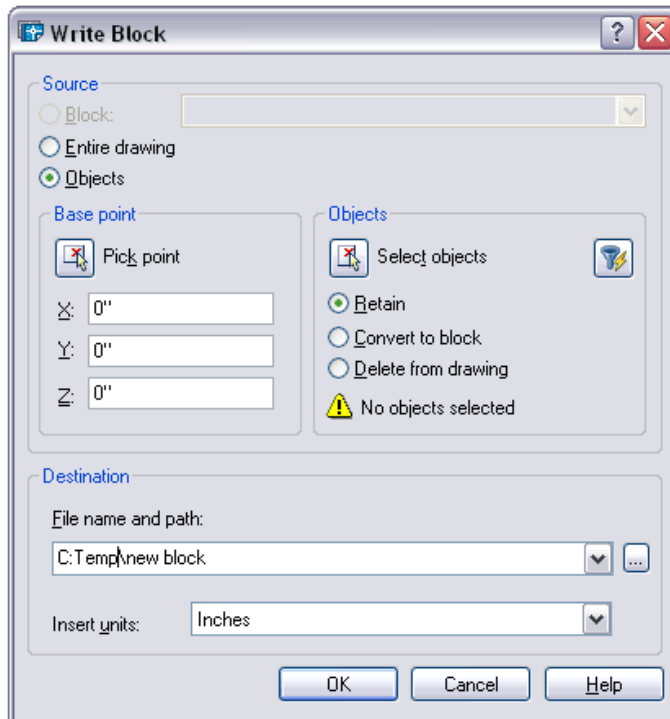 Write Block
Source
Block:
Entire drawing
Objects
Base point
Pick point
X: 0"
Y: 0"
Z: 0"
Objects
Select objects
Retain
Convert to block
Delete from drawing
No objects selected
Destination
File name and path:
C:Temp\new block
...
Insert units: Inches
OK Cancel Help